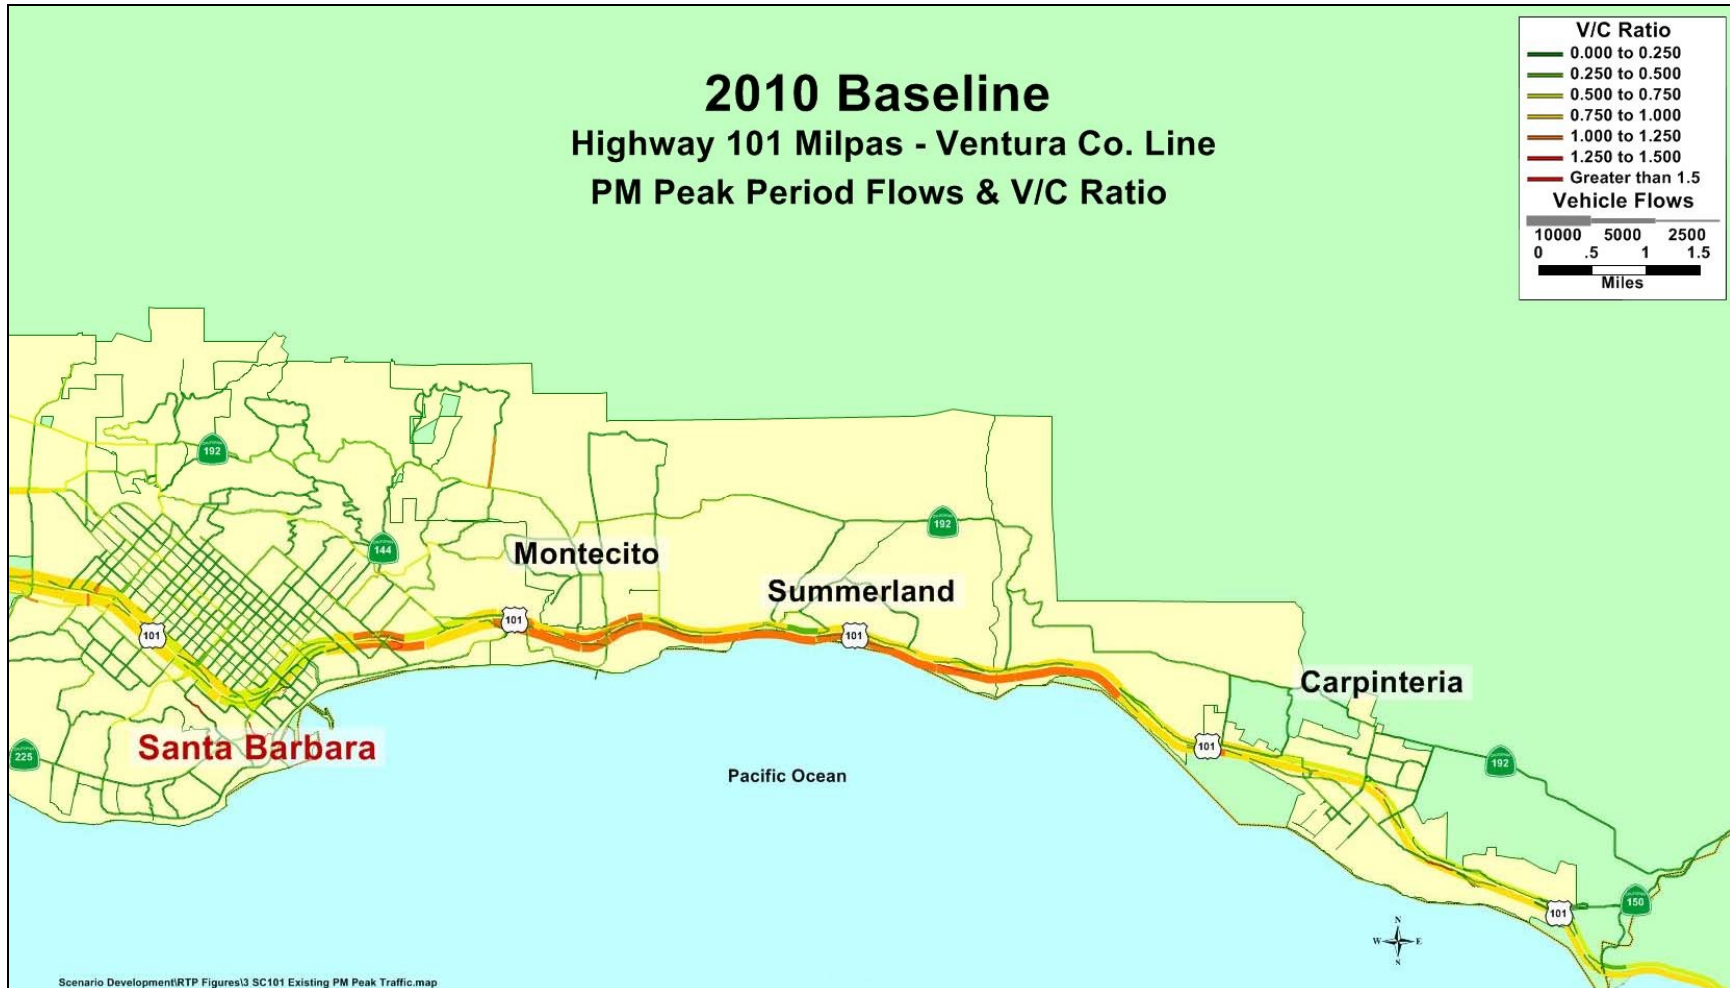 2010 Baseline
Highway 101 Milpas - Ventura Co. Line
PM Peak Period Flows & V/C Ratio
V/C Ratio
0.000 to 0.250
0.250 to 0.500
0.500 to 0.750
0.750 to 1.000
1.000 to 1.250
1.250 to 1.500
Greater than 1.5
Vehicle Flows
10000 5000 2500
0 .5 1 1.5
Miles
192
192
144
Montecito
Summerland
101
101
101
Carpinteria
Santa Barbara
225
101
192
Pacific Ocean
150
101
N
W E
S
Scenario Development\RTP Figures\3 SC101 Existing PM Peak Traffic.map